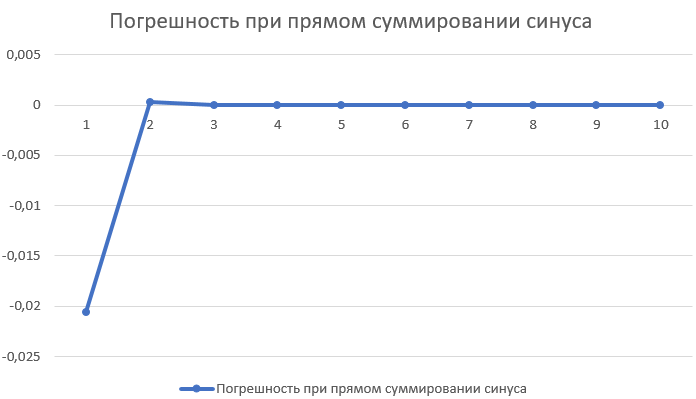 Погрешность при прямом суммировании синуса
0,005
0
1 2 3 4 5 6 7 8 9 10
-0,005
-0,01
-0,015
-0,02
-0,025
Погрешность при прямом суммировании синуса